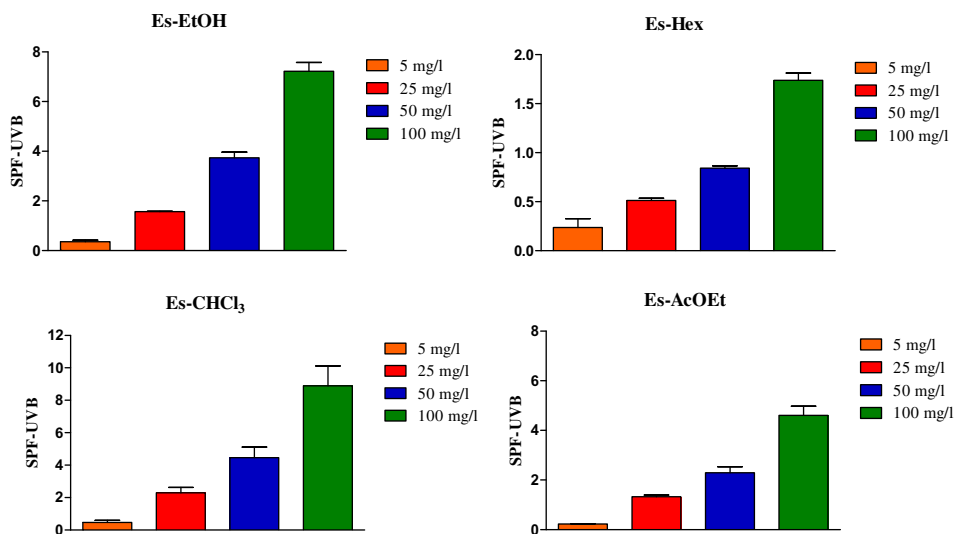 Es-EtOH
SPF-UVB
8
6
4
2
0
5 mg/l
25 mg/l
50 mg/l
100 mg/l
Es-Hex
SPF-UVB
2.0
1.5
1.0
0.5
0.0
5 mg/l
25 mg/l
50 mg/l
100 mg/l
Es-CHCl₃
SPF-UVB
12
10
8
6
4
2
0
5 mg/l
25 mg/l
50 mg/l
100 mg/l
Es-AcOEt
SPF-UVB
8
6
4
2
0
5 mg/l
25 mg/l
50 mg/l
100 mg/l